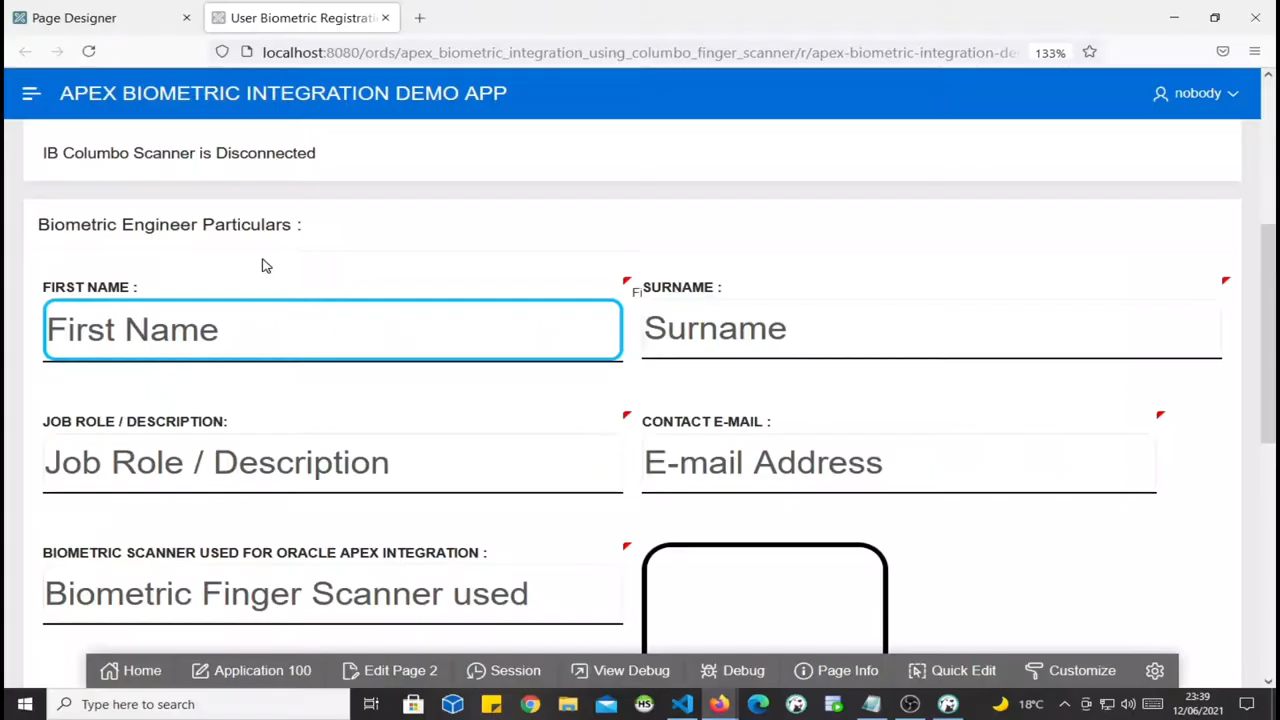 Page Designer
User Biometric Registrati
localhost:8080/ords/apex_biometric_integration_using_columbo_finger_scanner/r/apex-biometric-integration-de
133%
APEX BIOMETRIC INTEGRATION DEMO APP
nobody
IB Columbo Scanner is Disconnected
Biometric Engineer Particulars :
FIRST NAME :
Fi
SURNAME :
First Name
Surname
JOB ROLE / DESCRIPTION:
CONTACT E-MAIL :
Job Role / Description
E-mail Address
BIOMETRIC SCANNER USED FOR ORACLE APEX INTEGRATION :
Biometric Finger Scanner used
Home
Application 100
Edit Page 2
Session
View Debug
Debug
Page Info
Quick Edit
Customize
Type here to search
HS
18°C
23:39
12/06/2021